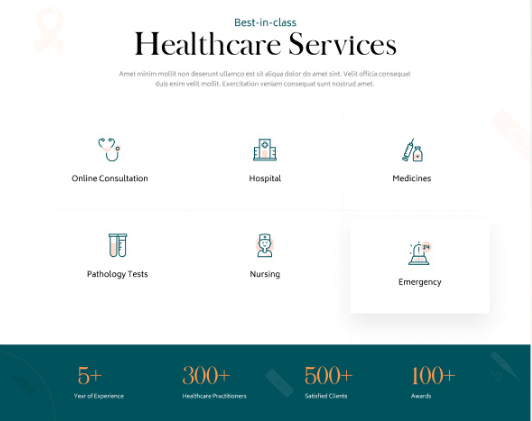 Best-in-class
Healthcare Services
Amet minim mollit non deserunt ullamco est sit aliqua dolor do amet sint. Velit officia consequat
duis enim velit mollit. Exercitation veniam consequat sunt nostrud amet.
Online Consultation
Hospital
Medicines
Pathology Tests
Nursing
24
Emergency
5+
300+
500+
100+
Year of Experience
Healthcare Practitioners
Satisfied Clients
Awards